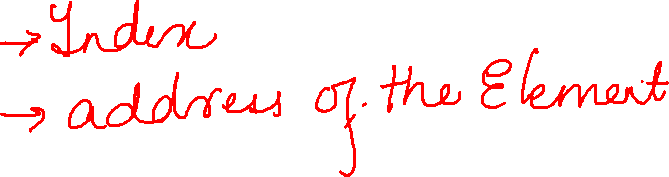 → Index
→ address of the Element